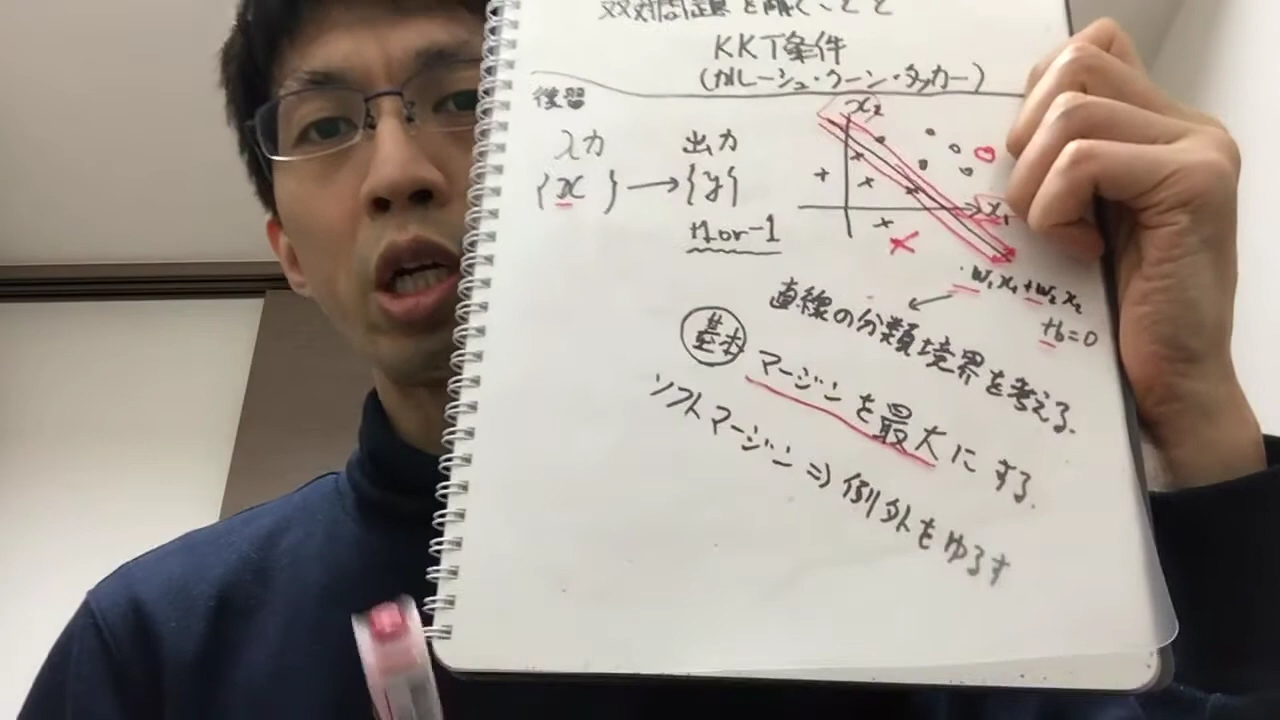 双対問題を解くこと
KKT条件
(カルーシュ・クーン・タッカー)
復習
入力 出力
{x} → {y}
+1 or -1
x₂
x₁
w₁x₁+w₂x₂
+b=0
直線の分類境界を考える.
基本 マージンを最大にする.
ソフトマージン ⇒ 例外をゆるす